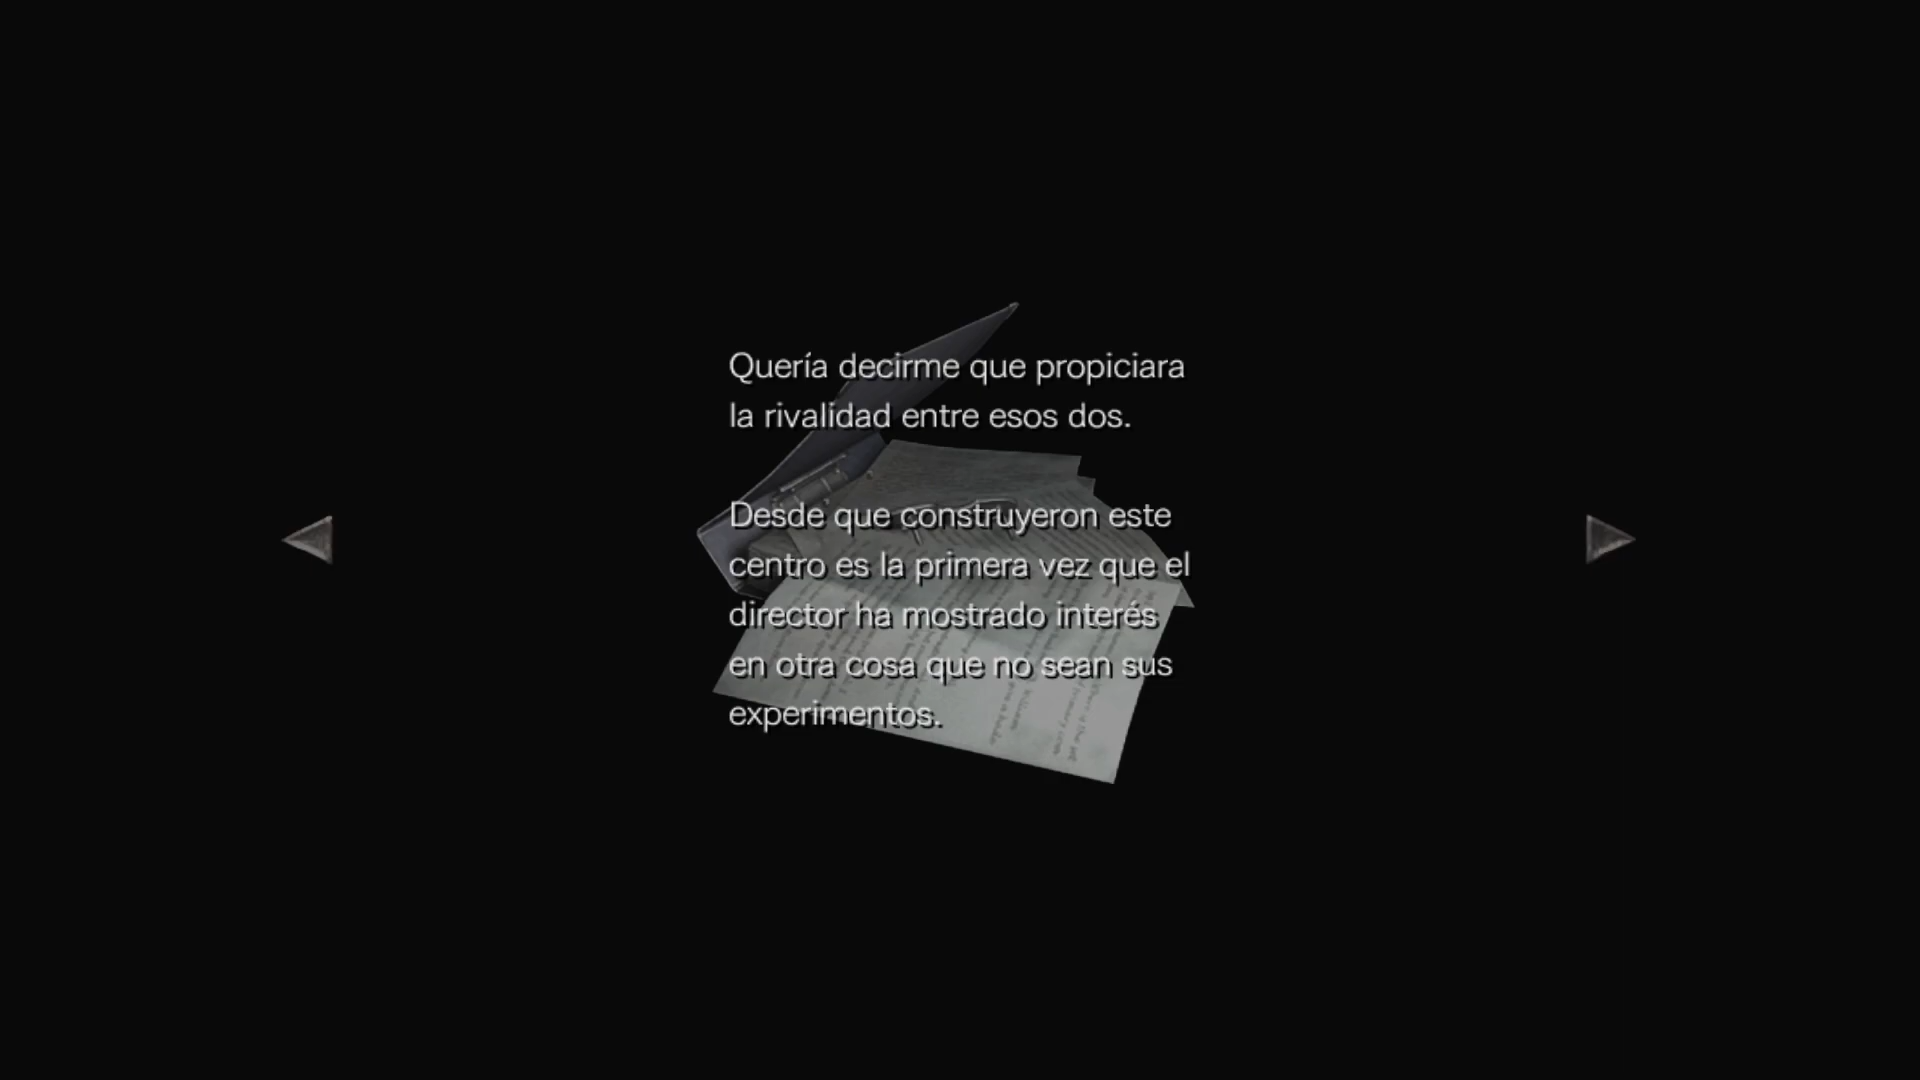 Quería decirme que propiciara
la rivalidad entre esos dos.
Desde que construyeron este
centro es la primera vez que el
director ha mostrado interés
en otra cosa que no sean sus
experimentos.